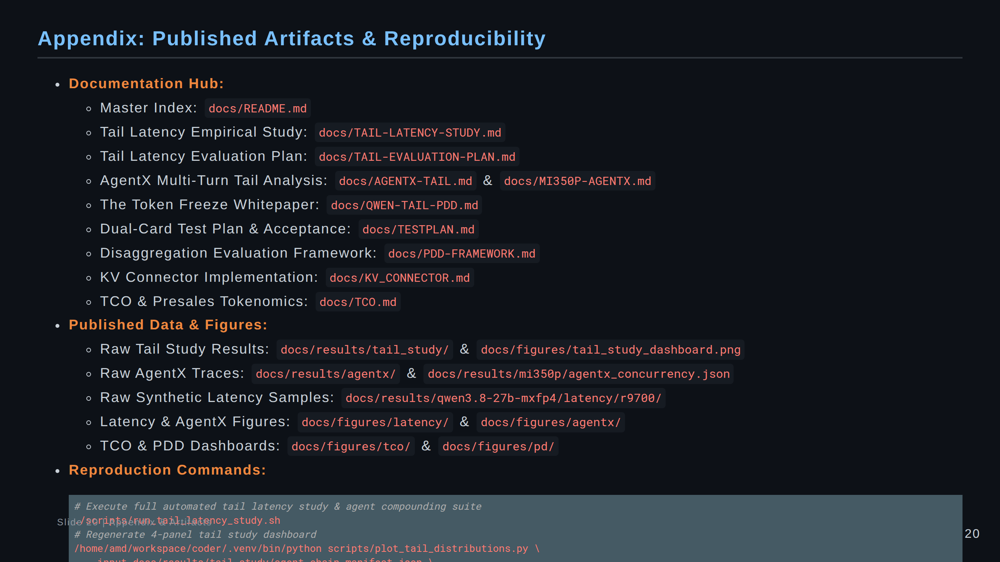 Appendix: Published Artifacts & Reproducibility
Documentation Hub:
Master Index: docs/README.md
Tail Latency Empirical Study: docs/TAIL-LATENCY-STUDY.md
Tail Latency Evaluation Plan: docs/TAIL-EVALUATION-PLAN.md
AgentX Multi-Turn Tail Analysis: docs/AGENTX-TAIL.md & docs/MI350P-AGENTX.md
The Token Freeze Whitepaper: docs/QWEN-TAIL-PDD.md
Dual-Card Test Plan & Acceptance: docs/TESTPLAN.md
Disaggregation Evaluation Framework: docs/PDD-FRAMEWORK.md
KV Connector Implementation: docs/KV_CONNECTOR.md
TCO & Presales Tokenomics: docs/TCO.md
Published Data & Figures:
Raw Tail Study Results: docs/results/tail_study/ & docs/figures/tail_study_dashboard.png
Raw AgentX Traces: docs/results/agentx/ & docs/results/mi350p/agentx_concurrency.json
Raw Synthetic Latency Samples: docs/results/qwen3.8-27b-mxfp4/latency/r9700/
Latency & AgentX Figures: docs/figures/latency/ & docs/figures/agentx/
TCO & PDD Dashboards: docs/figures/tco/ & docs/figures/pd/
Reproduction Commands:
# Execute full automated tail latency study & agent compounding suite
./scripts/run_tail_latency_study.sh
Slide 20 | Appendix & Artifacts
# Regenerate 4-panel tail study dashboard
20
/home/amd/workspace/coder/.venv/bin/python scripts/plot_tail_distributions.py \
input docs/results/tail_study/agent_chain_manifest.json \